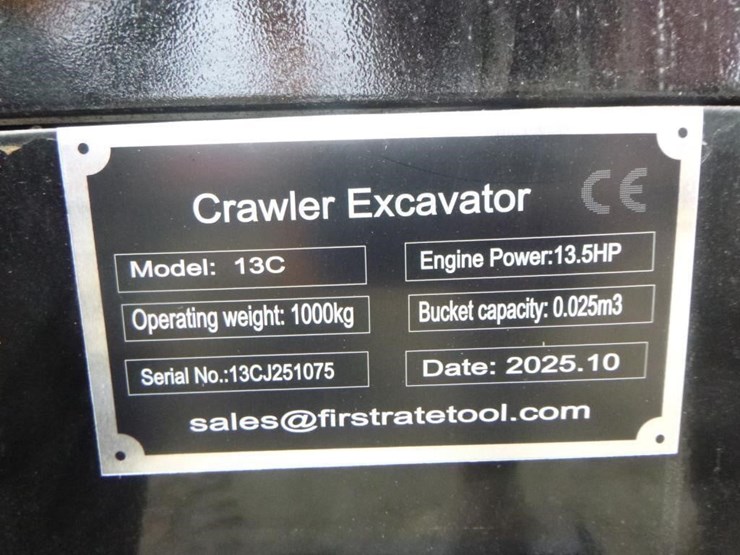 Crawler Excavator CE
Model: 13C
Engine Power:13.5HP
Operating weight: 1000kg
Bucket capacity: 0.025m3
Serial No.:13CJ251075
Date: 2025.10
sales@firstratetool.com